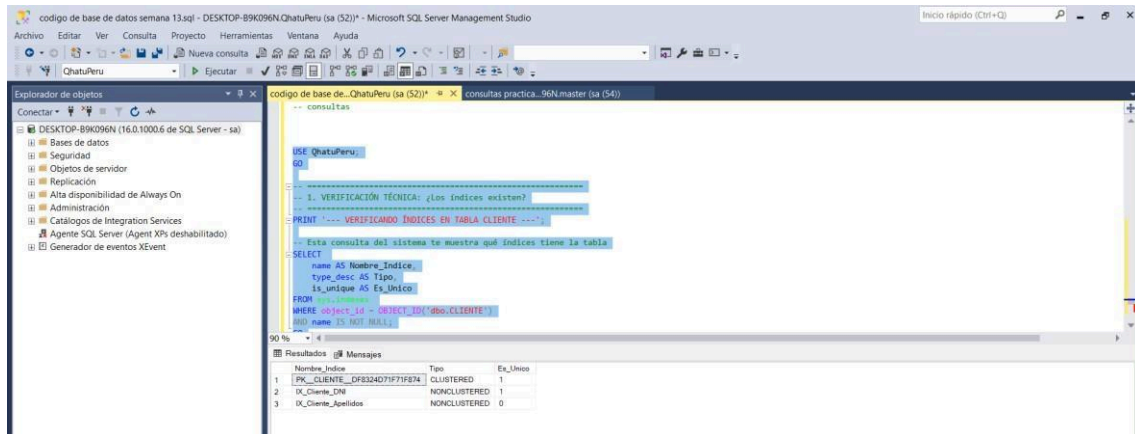 codigo de base de datos semana 13.sql - DESKTOP-B9K096N.QhatuPeru (sa (52))* - Microsoft SQL Server Management Studio
Inicio rápido (Ctrl+Q)
Archivo Editar Ver Consulta Proyecto Herramientas Ventana Ayuda
Nueva consulta
QhatuPeru
Ejecutar
Explorador de objetos
Conectar
DESKTOP-B9K096N (16.0.1000.6 de SQL Server - sa)
Bases de datos
Seguridad
Objetos de servidor
Replicación
Alta disponibilidad de Always On
Administración
Catálogos de Integration Services
Agente SQL Server (Agent XPs deshabilitado)
Generador de eventos XEvent
codigo de base de...QhatuPeru (sa (52))*
consultas practica...96N.master (sa (54))
-- consultas
USE QhatuPeru;
GO
-- =========================================================
-- 1. VERIFICACIÓN TÉCNICA: ¿Los índices existen?
-- =========================================================
PRINT '--- VERIFICANDO ÍNDICES EN TABLA CLIENTE ---';
-- Esta consulta del sistema te muestra qué índices tiene la tabla
SELECT
name AS Nombre_Indice,
type_desc AS Tipo,
is_unique AS Es_Unico
FROM sys.indexes
WHERE object_id = OBJECT_ID('dbo.CLIENTE')
AND name IS NOT NULL;
90 %
Resultados Mensajes
Nombre_Indice Tipo Es_Unico
1 PK__CLIENTE__DF8324D71F71F874 CLUSTERED 1
2 IX_Cliente_DNI NONCLUSTERED 1
3 IX_Cliente_Apellidos NONCLUSTERED 0